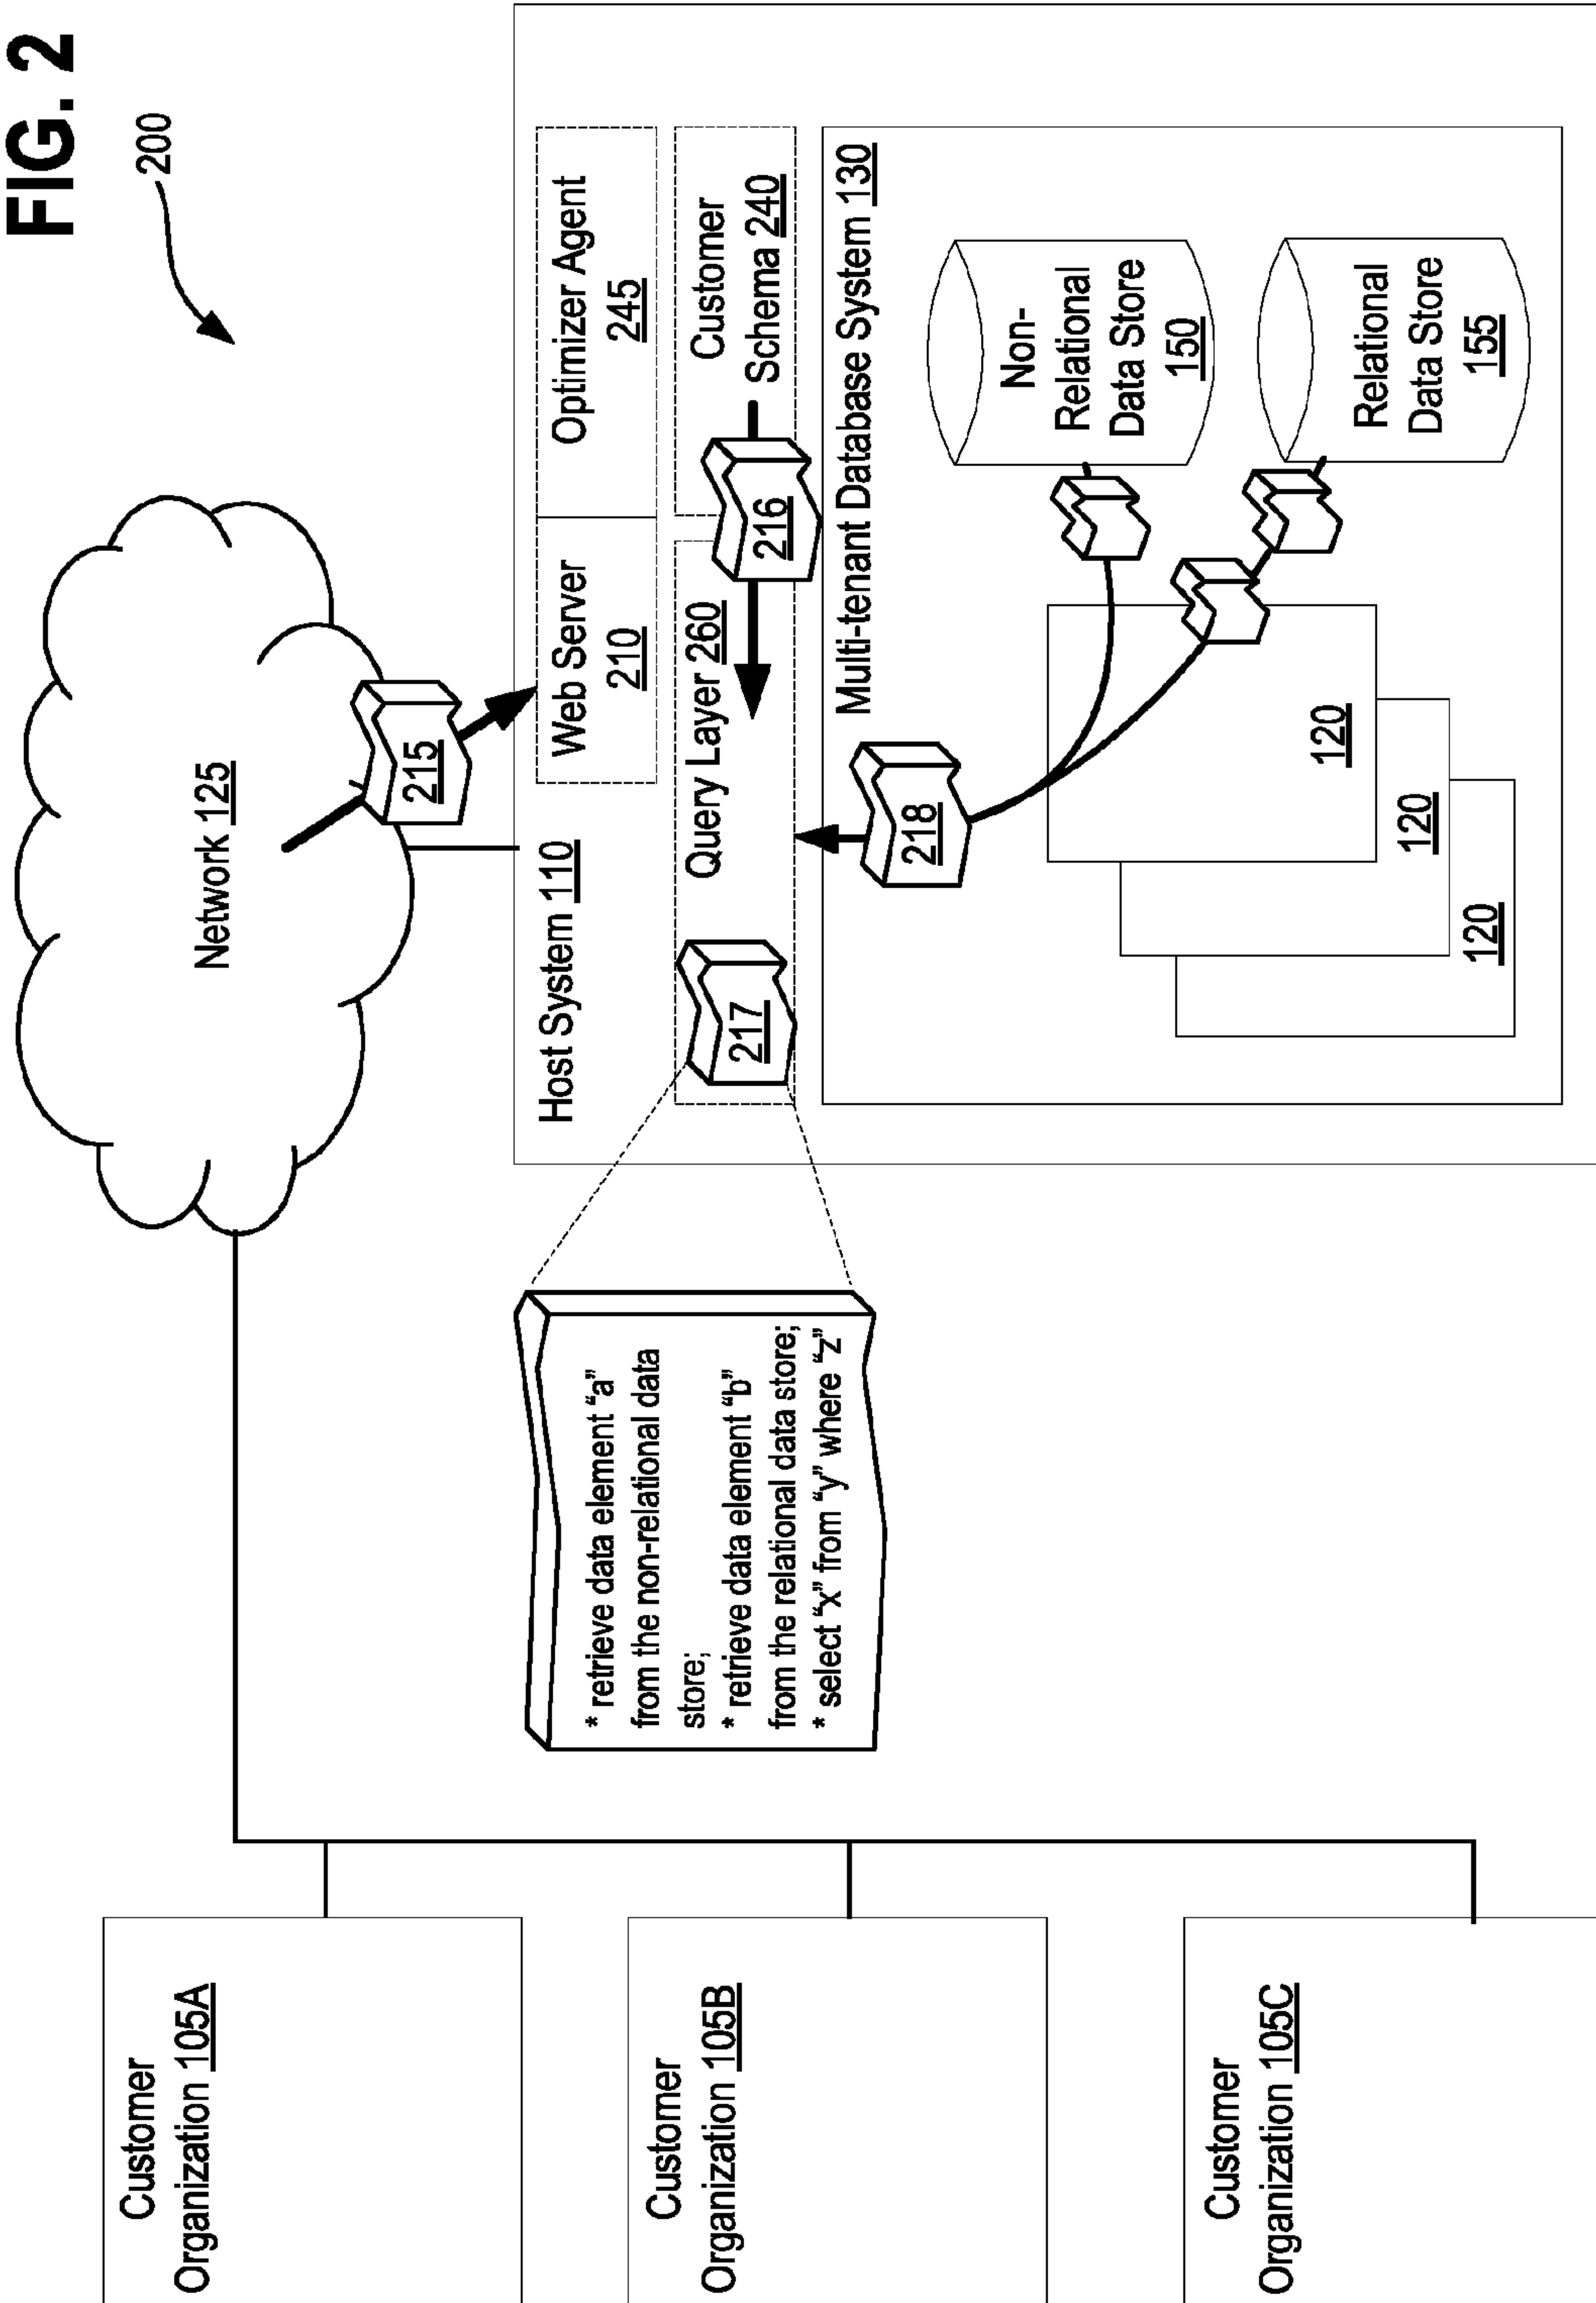 FIG. 2
200
Network 125
215
Customer
Organization 105A
Customer
Organization 105B
Customer
Organization 105C
* retrieve data element “a”
from the non-relational data
store;
* retrieve data element “b”
from the relational data store;
* select “x” from “y” where “z”
Host System 110
Web Server
210
Optimizer Agent
245
217
Query Layer 260
216
Customer
Schema 240
Multi-tenant Database System 130
218
120
120
120
Non-
Relational
Data Store
150
Relational
Data Store
155